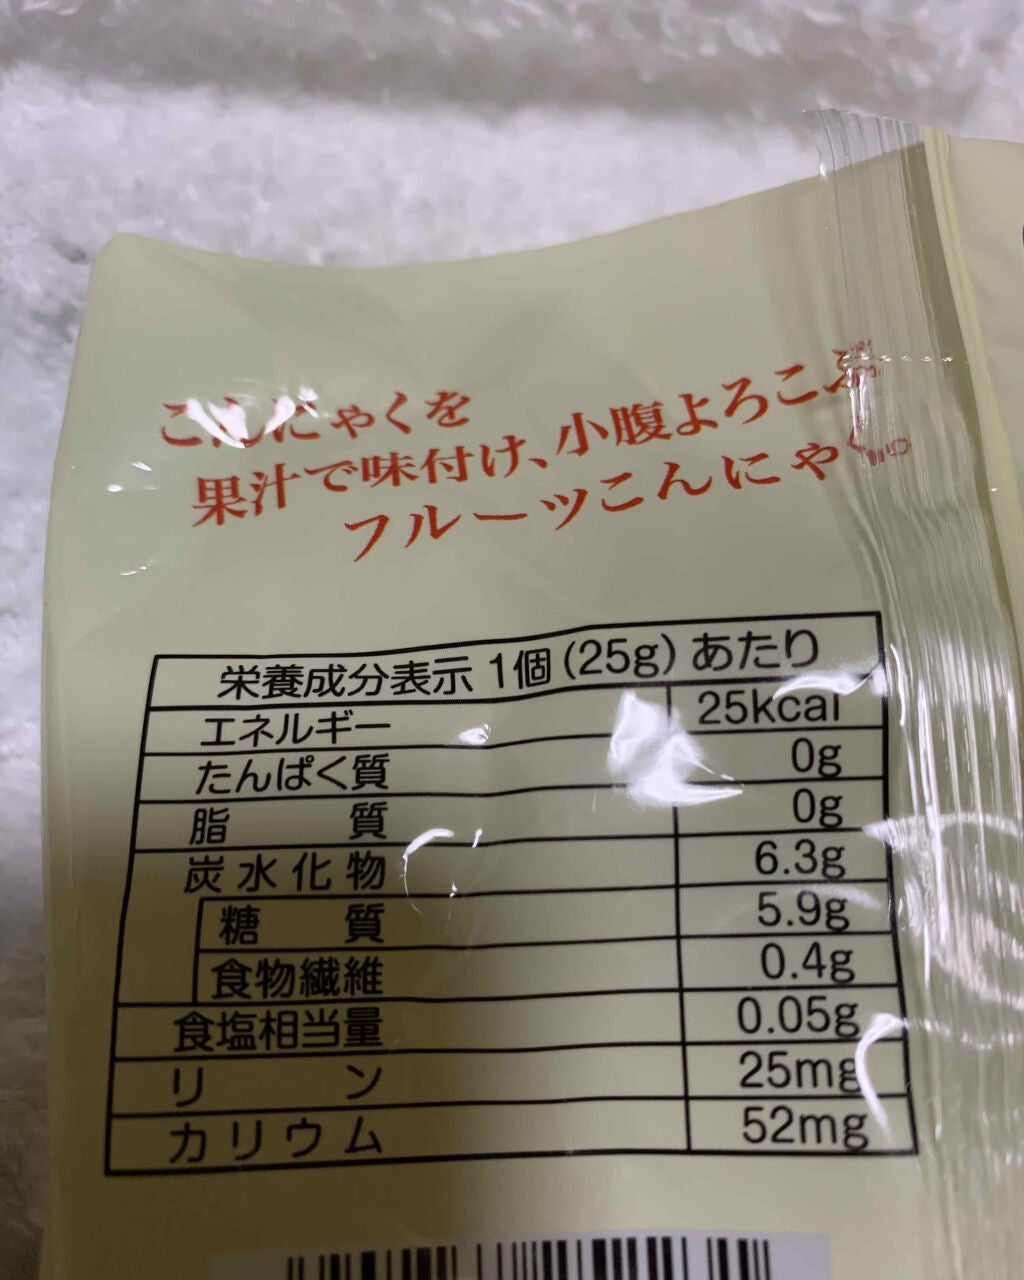 こんにゃくを
果汁で味付け、小腹よろこぶ
フルーツこんにゃく
栄養成分表示 1個(25g)あたり
エネルギー 25kcal
たんぱく質 0g
脂質 0g
炭水化物 6.3g
糖質 5.9g
食物繊維 0.4g
食塩相当量 0.05g
リン 25mg
カリウム 52mg